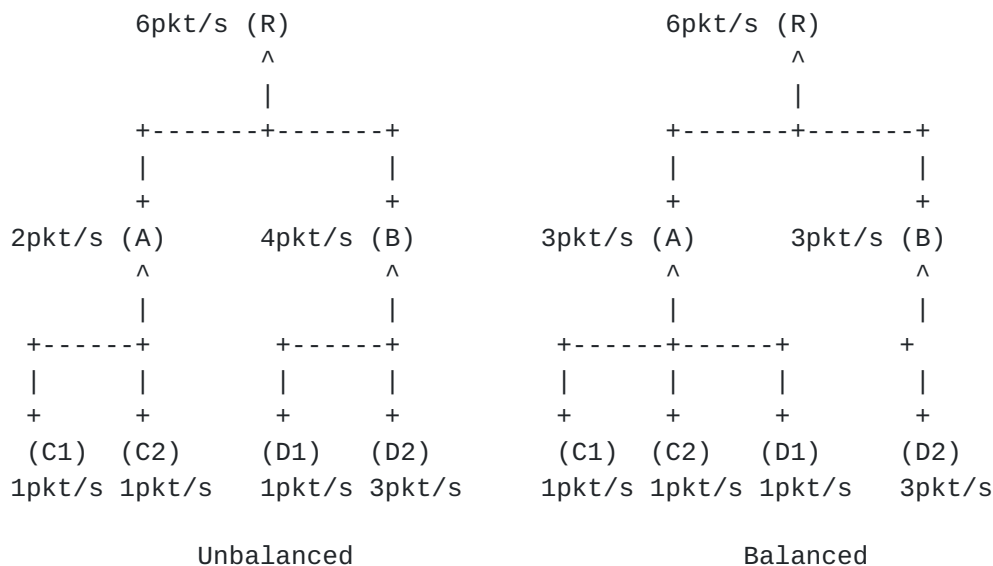 6pkt/s (R)                      6pkt/s (R)
^                               ^
|                               |
+-------+-------+                +-------+-------+
|               |                |               |
+               +                +               +
2pkt/s (A)      4pkt/s (B)        3pkt/s (A)      3pkt/s (B)
^               ^                ^               ^
|               |                |               |
+------+        +------+          +------+------+       +
|      |        |      |          |      |      |       |
+      +        +      +          +      +      +       +
(C1)  (C2)     (D1)   (D2)        (C1)  (C2)   (D1)     (D2)
1pkt/s 1pkt/s   1pkt/s 3pkt/s     1pkt/s 1pkt/s 1pkt/s   3pkt/s
Unbalanced                         Balanced